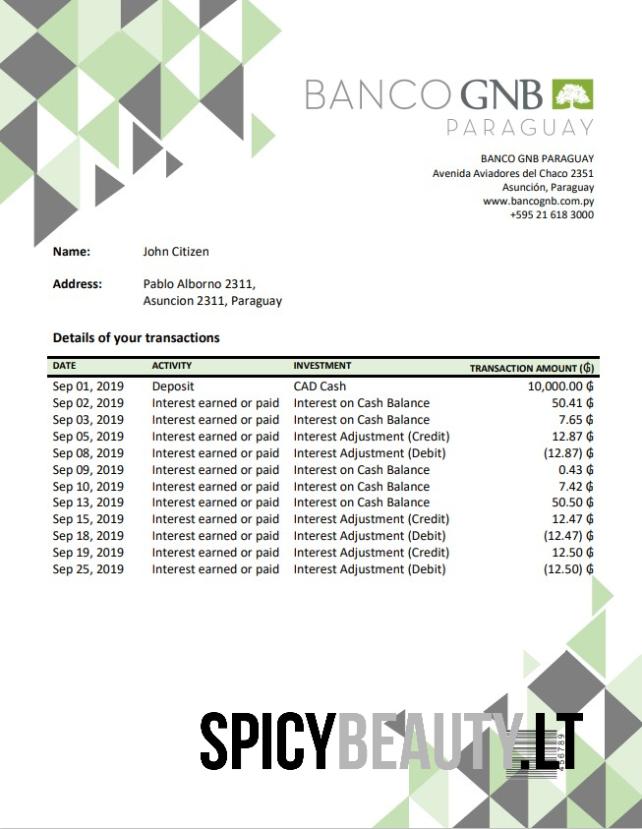 BANCO GNB
PARAGUAY
BANCO GNB PARAGUAY
Avenida Aviadores del Chaco 2351
Asunción, Paraguay
www.bancognb.com.py
+595 21 618 3000
Name: John Citizen
Address: Pablo Alborno 2311,
Asuncion 2311, Paraguay
Details of your transactions
DATE ACTIVITY INVESTMENT TRANSACTION AMOUNT (₲)
Sep 01, 2019 Deposit CAD Cash 10,000.00 ₲
Sep 02, 2019 Interest earned or paid Interest on Cash Balance 50.41 ₲
Sep 03, 2019 Interest earned or paid Interest on Cash Balance 7.65 ₲
Sep 05, 2019 Interest earned or paid Interest Adjustment (Credit) 12.87 ₲
Sep 08, 2019 Interest earned or paid Interest Adjustment (Debit) (12.87) ₲
Sep 09, 2019 Interest earned or paid Interest on Cash Balance 0.43 ₲
Sep 10, 2019 Interest earned or paid Interest on Cash Balance 7.42 ₲
Sep 13, 2019 Interest earned or paid Interest on Cash Balance 50.50 ₲
Sep 15, 2019 Interest earned or paid Interest Adjustment (Credit) 12.47 ₲
Sep 18, 2019 Interest earned or paid Interest Adjustment (Debit) (12.47) ₲
Sep 19, 2019 Interest earned or paid Interest Adjustment (Credit) 12.50 ₲
Sep 25, 2019 Interest earned or paid Interest Adjustment (Debit) (12.50) ₲
SPICYBEAUTY.LT